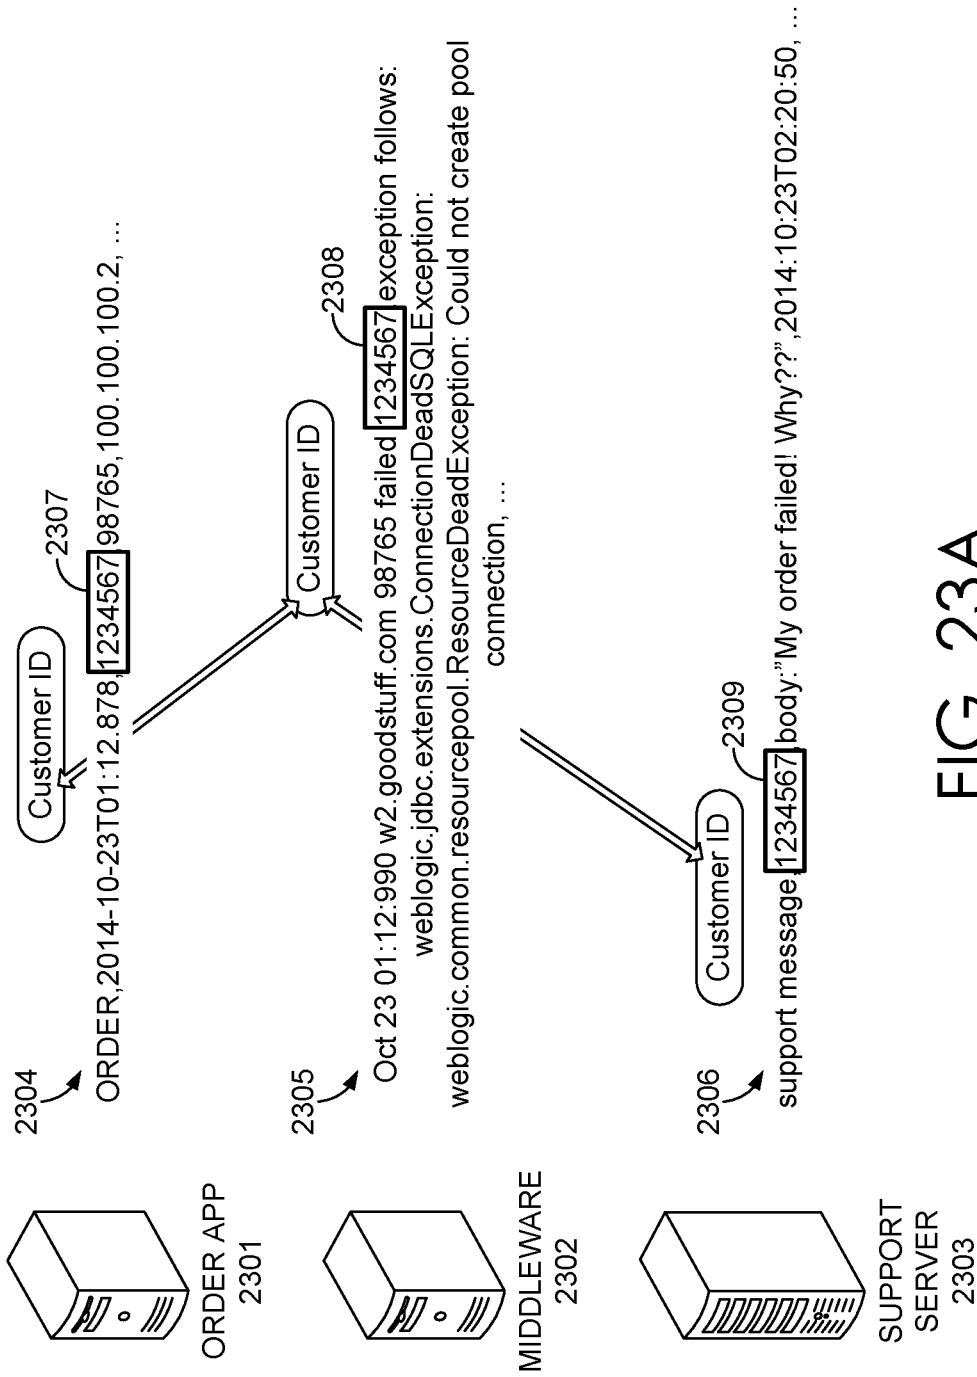 2304
Customer ID
2307
ORDER,2014-10-23T01:12.878,1234567,98765,100.100.100.2, …
ORDER APP
2301
2305
Customer ID
2308
Oct 23 01:12:990 w2.goodstuff.com 98765 failed 1234567 exception follows:
weblogic.jdbc.extensions.ConnectionDeadSQLException:
weblogic.common.resourcepool.ResourceDeadException: Could not create pool
connection, …
MIDDLEWARE
2302
2306
Customer ID
2309
support message,1234567,body:”My order failed! Why??”,2014:10:23T02:20:50, …
SUPPORT
SERVER
2303
FIG. 23A